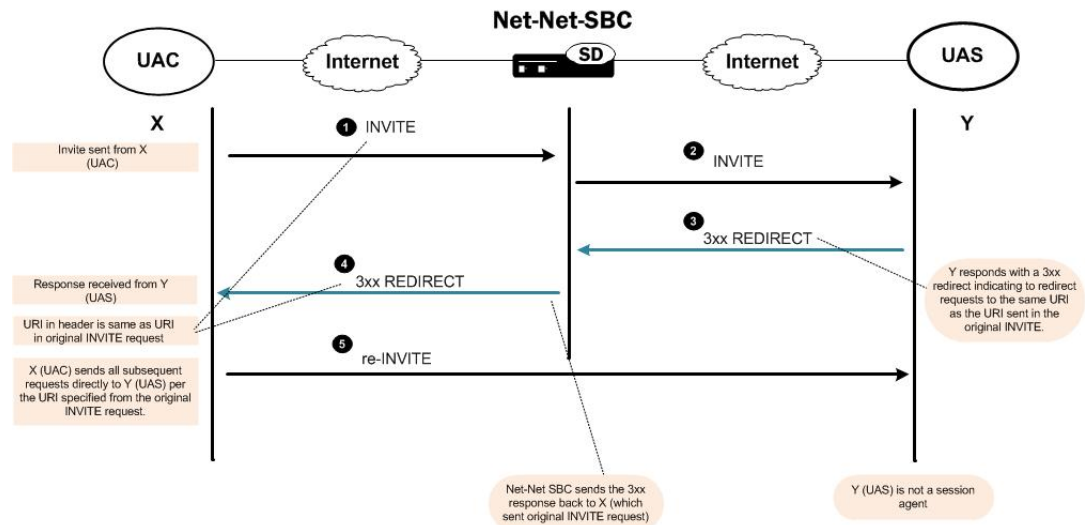 Net-Net-SBC
UAC
Internet
SD
Internet
UAS
X
Y
1 INVITE
Invite sent from X
(UAC)
2 INVITE
3 3xx REDIRECT
4 3xx REDIRECT
Response received from Y
(UAS)
Y responds with a 3xx
redirect indicating to redirect
requests to the same URI
as the URI sent in the
original INVITE.
URI in header is same as URI
in original INVITE request
5 re-INVITE
X (UAC) sends all subsequent
requests directly to Y (UAS) per
the URI specified from the original
INVITE request.
Net-Net SBC sends the 3xx
response back to X (which
sent original INVITE request)
Y (UAS) is not a session
agent